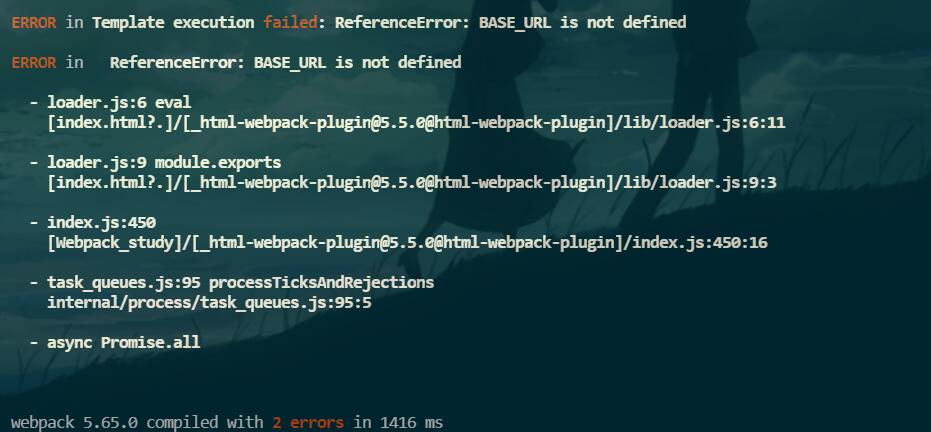 ERROR in Template execution failed: ReferenceError: BASE_URL is not defined
ERROR in   ReferenceError: BASE_URL is not defined
- loader.js:6 eval
[index.html?.]/[_html-webpack-plugin@5.5.0@html-webpack-plugin]/lib/loader.js:6:11
- loader.js:9 module.exports
[index.html?.]/[_html-webpack-plugin@5.5.0@html-webpack-plugin]/lib/loader.js:9:3
- index.js:450
[Webpack_study]/[_html-webpack-plugin@5.5.0@html-webpack-plugin]/index.js:450:16
- task_queues.js:95 processTicksAndRejections
internal/process/task_queues.js:95:5
- async Promise.all
webpack 5.65.0 compiled with 2 errors in 1416 ms